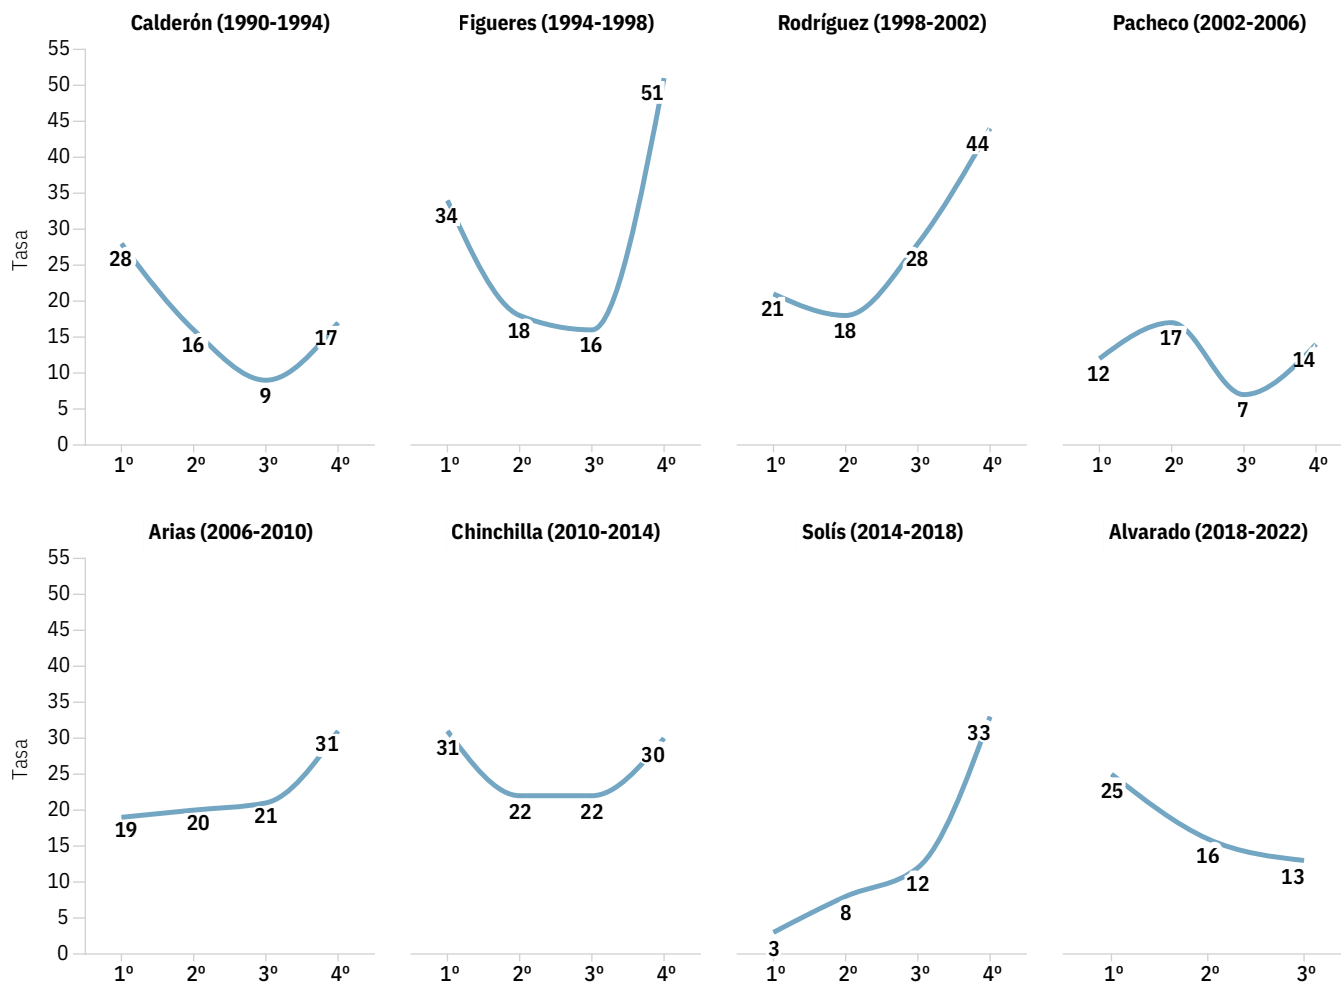 Calderón (1990-1994) Figueres (1994-1998) Rodríguez (1998-2002) Pacheco (2002-2006)
55
50
45
40
35
30
25
20
15
10
5
0
Tasa
28 16 9 17
34 18 16 51
21 18 28 44
12 17 7 14
1º 2º 3º 4º 1º 2º 3º 4º 1º 2º 3º 4º 1º 2º 3º 4º
Arias (2006-2010) Chinchilla (2010-2014) Solís (2014-2018) Alvarado (2018-2022)
55
50
45
40
35
30
25
20
15
10
5
0
Tasa
19 20 21 31
31 22 22 30
3 8 12 33
25 16 13
1º 2º 3º 4º 1º 2º 3º 4º 1º 2º 3º 4º 1º 2º 3º